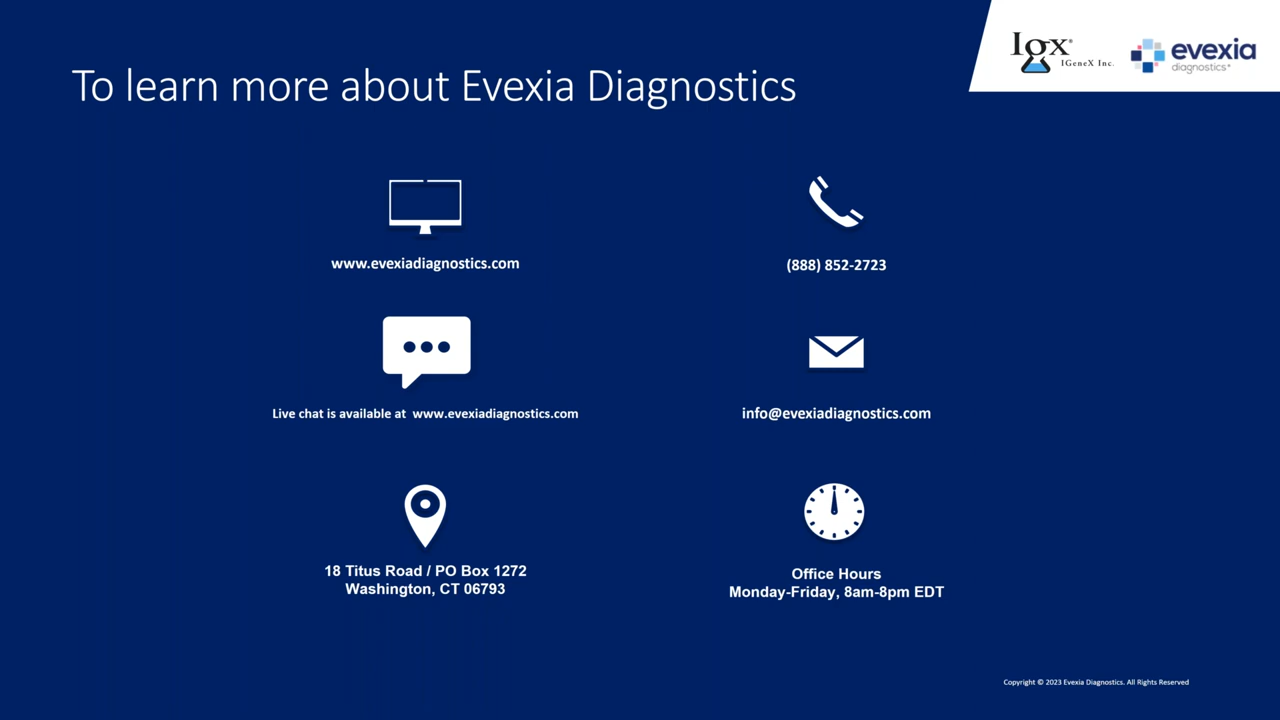 To learn more about Evexia Diagnostics
Igx®
IGeneX Inc.
evexia
diagnostics®
www.evexiadiagnostics.com
(888) 852-2723
Live chat is available at www.evexiadiagnostics.com
info@evexiadiagnostics.com
18 Titus Road / PO Box 1272
Washington, CT 06793
Office Hours
Monday-Friday, 8am-8pm EDT
Copyright © 2023 Evexia Diagnostics. All Rights Reserved